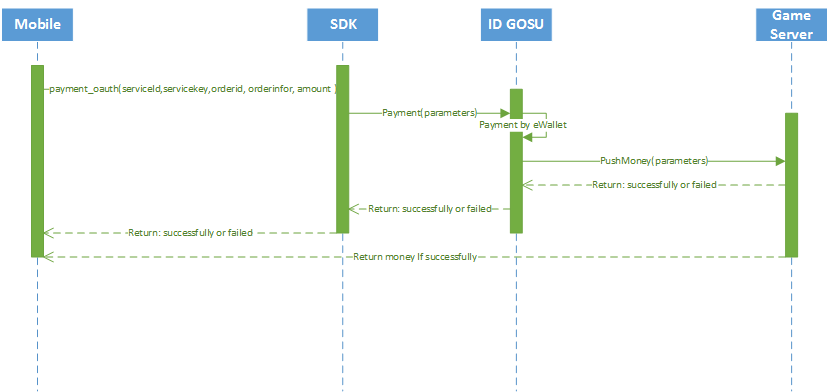 Mobile
SDK
ID GOSU
Game
Server
payment_oauth(serviceId,servicekey,orderid, orderinfor, amount )
Payment(parameters)
Payment by eWallet
PushMoney(parameters)
Return: successfully or failed
Return: successfully or failed
Return: successfully or failed
Return money If successfully